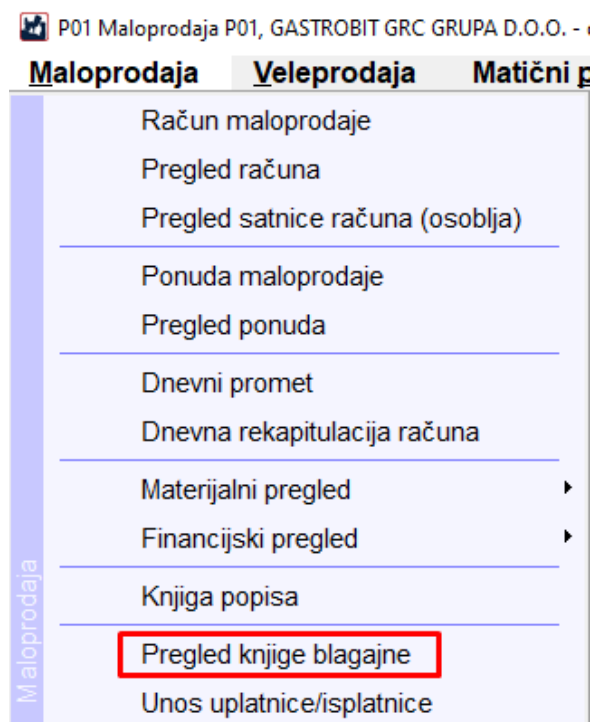 P01 Maloprodaja P01, GASTROBIT GRC GRUPA D.O.O. -
Maloprodaja Veleprodaja Matični
Račun maloprodaje
Pregled računa
Pregled satnice računa (osoblja)
Ponuda maloprodaje
Pregled ponuda
Dnevni promet
Dnevna rekapitulacija računa
Materijalni pregled
Financijski pregled
Knjiga popisa
Pregled knjige blagajne
Unos uplatnice/isplatnice
Maloprodaja